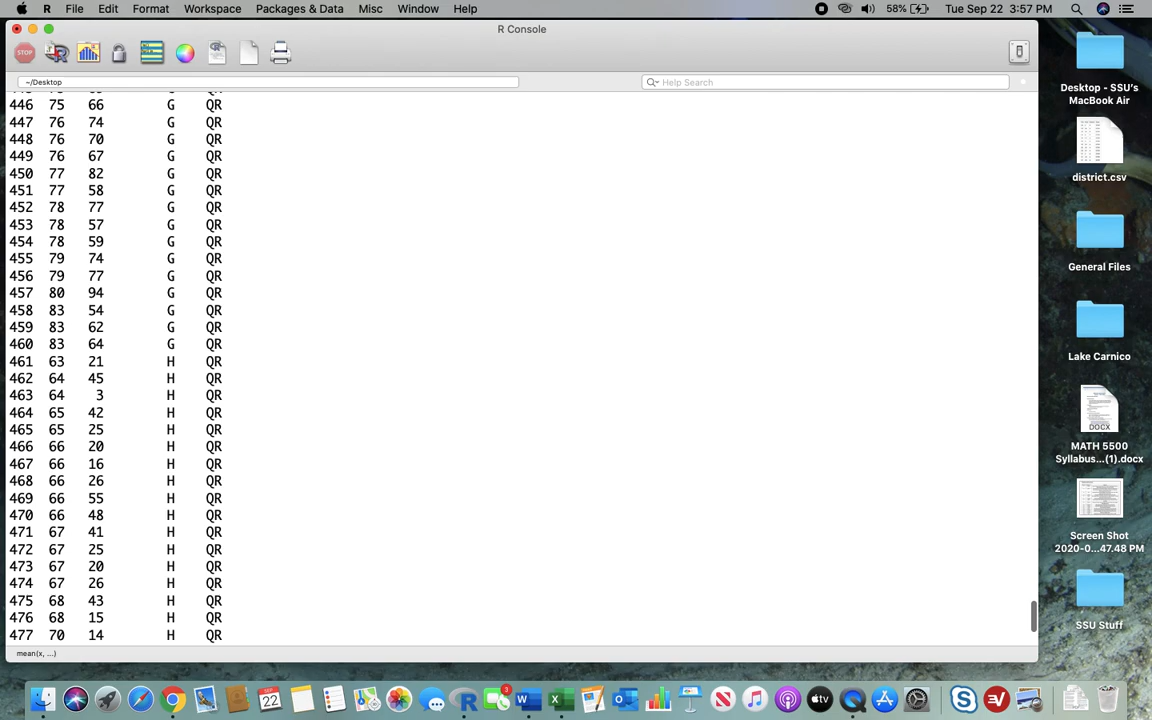 R File Edit Format Workspace Packages & Data Misc Window Help 58% Tue Sep 22 3:57 PM
R Console
STOP
~/Desktop Help Search
446 75 66 G QR
447 76 74 G QR
448 76 70 G QR
449 76 67 G QR
450 77 82 G QR
451 77 58 G QR
452 78 77 G QR
453 78 57 G QR
454 78 59 G QR
455 79 74 G QR
456 79 77 G QR
457 80 94 G QR
458 83 54 G QR
459 83 62 G QR
460 83 64 G QR
461 63 21 H QR
462 64 45 H QR
463 64 3 H QR
464 65 42 H QR
465 65 25 H QR
466 66 20 H QR
467 66 16 H QR
468 66 26 H QR
469 66 55 H QR
470 66 48 H QR
471 67 41 H QR
472 67 25 H QR
473 67 20 H QR
474 67 26 H QR
475 68 43 H QR
476 68 15 H QR
477 70 14 H QR
mean(x, ...)
Desktop - SSU's
MacBook Air
district.csv
General Files
Lake Carnico
DOCX
MATH 5500
Syllabus...(1).docx
Screen Shot
2020-0...47.48 PM
SSU Stuff
SEP
22
3
tv